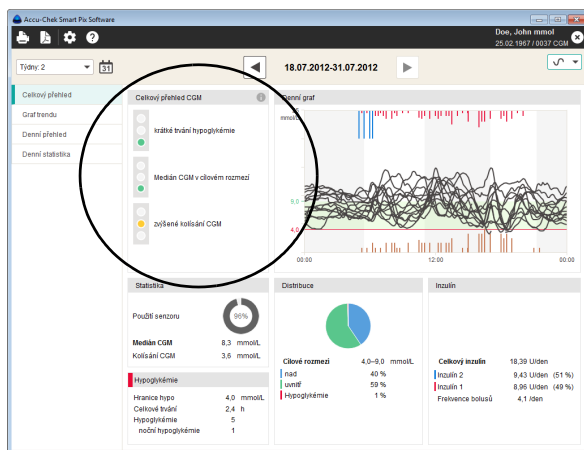 Accu-Chek Smart Pix Software
Doe, John mmol
25.02.1967 / 0037 CGM
Týdny: 2
31
18.07.2012-31.07.2012
Celkový přehled
Graf trendu
Denní přehled
Denní statistika
Celkový přehled CGM
krátké trvání hypoglykémie
Medián CGM v cílovém rozmezí
zvýšené kolísání CGM
Denní graf
mmol/L
9,0
4,0
00:00
12:00
00:00
Statistika
Použití senzoru
96%
Medián CGM 8,3 mmol/L
Kolísání CGM 3,6 mmol/L
Hypoglykémie
Hranice hypo 4,0 mmol/L
Celkové trvání 2,4 h
Hypoglykémie 5
noční hypoglykémie 1
Distribuce
Cílové rozmezí 4,0–9,0 mmol/L
nad 40 %
uvnitř 59 %
Hypoglykémie 1 %
Inzulín
Celkový inzulin 18,39 U/den
Inzulín 2 9,43 U/den (51 %)
Inzulín 1 8,96 U/den (49 %)
Frekvence bolusů 4,1 /den